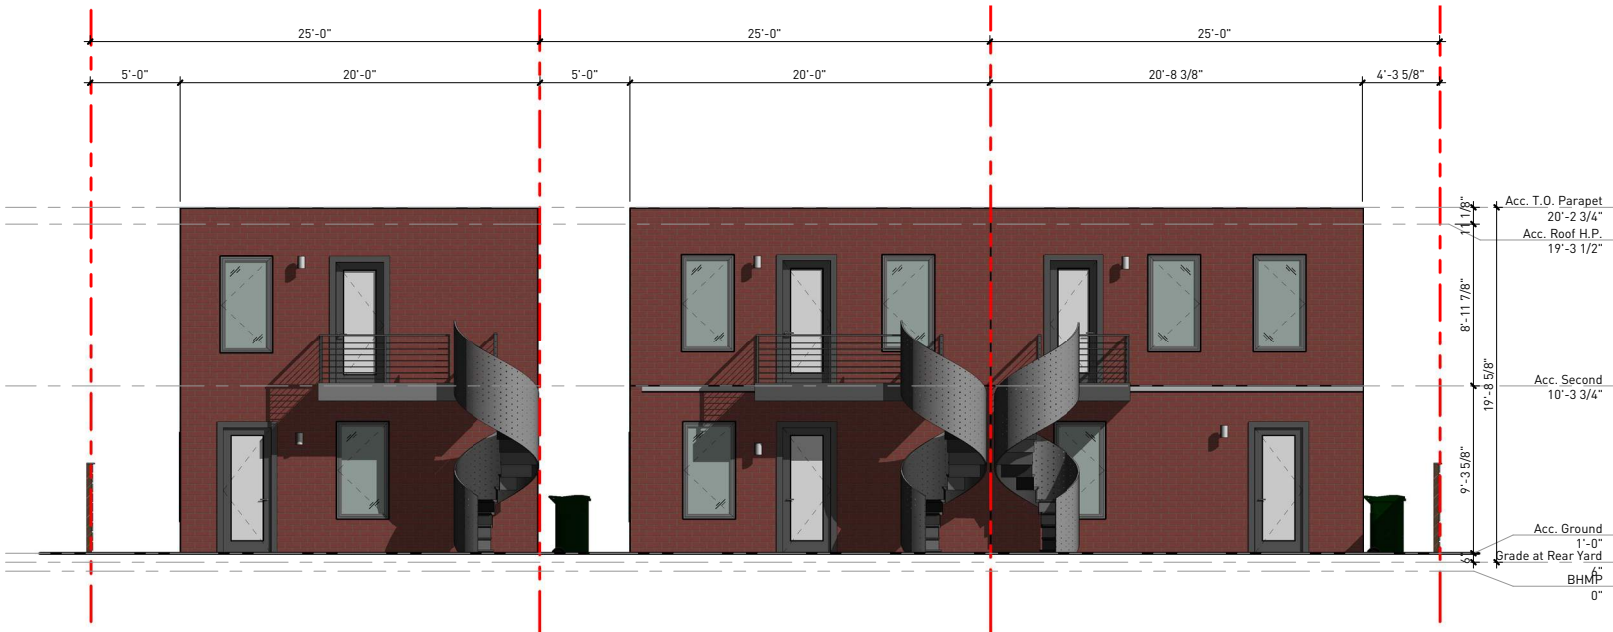 25'-0" 25'-0" 25'-0"
5'-0" 20'-0" 5'-0" 20'-0" 20'-8 3/8" 4'-3 5/8"
11 1/8"
8'-11 7/8"
9'-3 5/8"
6"
19'-8 5/8"
Acc. T.O. Parapet
20'-2 3/4"
Acc. Roof H.P.
19'-3 1/2"
Acc. Second
10'-3 3/4"
Acc. Ground
1'-0"
Grade at Rear Yard
6"
BHMP
0"